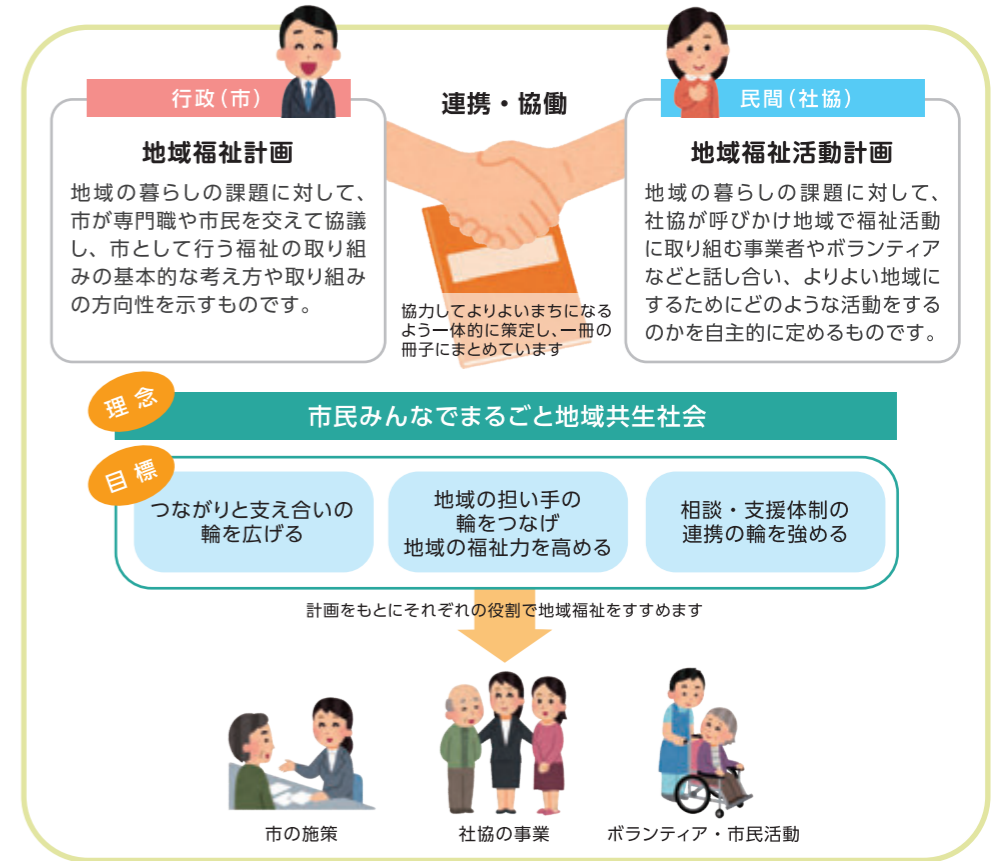 行政（市）
地域福祉計画
地域の暮らしの課題に対して、
市が専門職や市民を交えて協議
し、市として行う福祉の取り組
みの基本的な考え方や取り組み
の方向性を示すものです。
連携・協働
協力してよりよいまちになる
よう一体的に策定し、一冊の
冊子にまとめています
民間（社協）
地域福祉活動計画
地域の暮らしの課題に対して、
社協が呼びかけ地域で福祉活動
に取り組む事業者やボランティア
などと話し合い、よりよい地域に
するためにどのような活動をする
のかを自主的に定めるものです。
理念
市民みんなでまるごと地域共生社会
目標
つながりと支え合いの
輪を広げる
地域の担い手の
輪をつなげ
地域の福祉力を高める
相談・支援体制の
連携の輪を強める
計画をもとにそれぞれの役割で地域福祉をすすめます
市の施策
社協の事業
ボランティア・市民活動